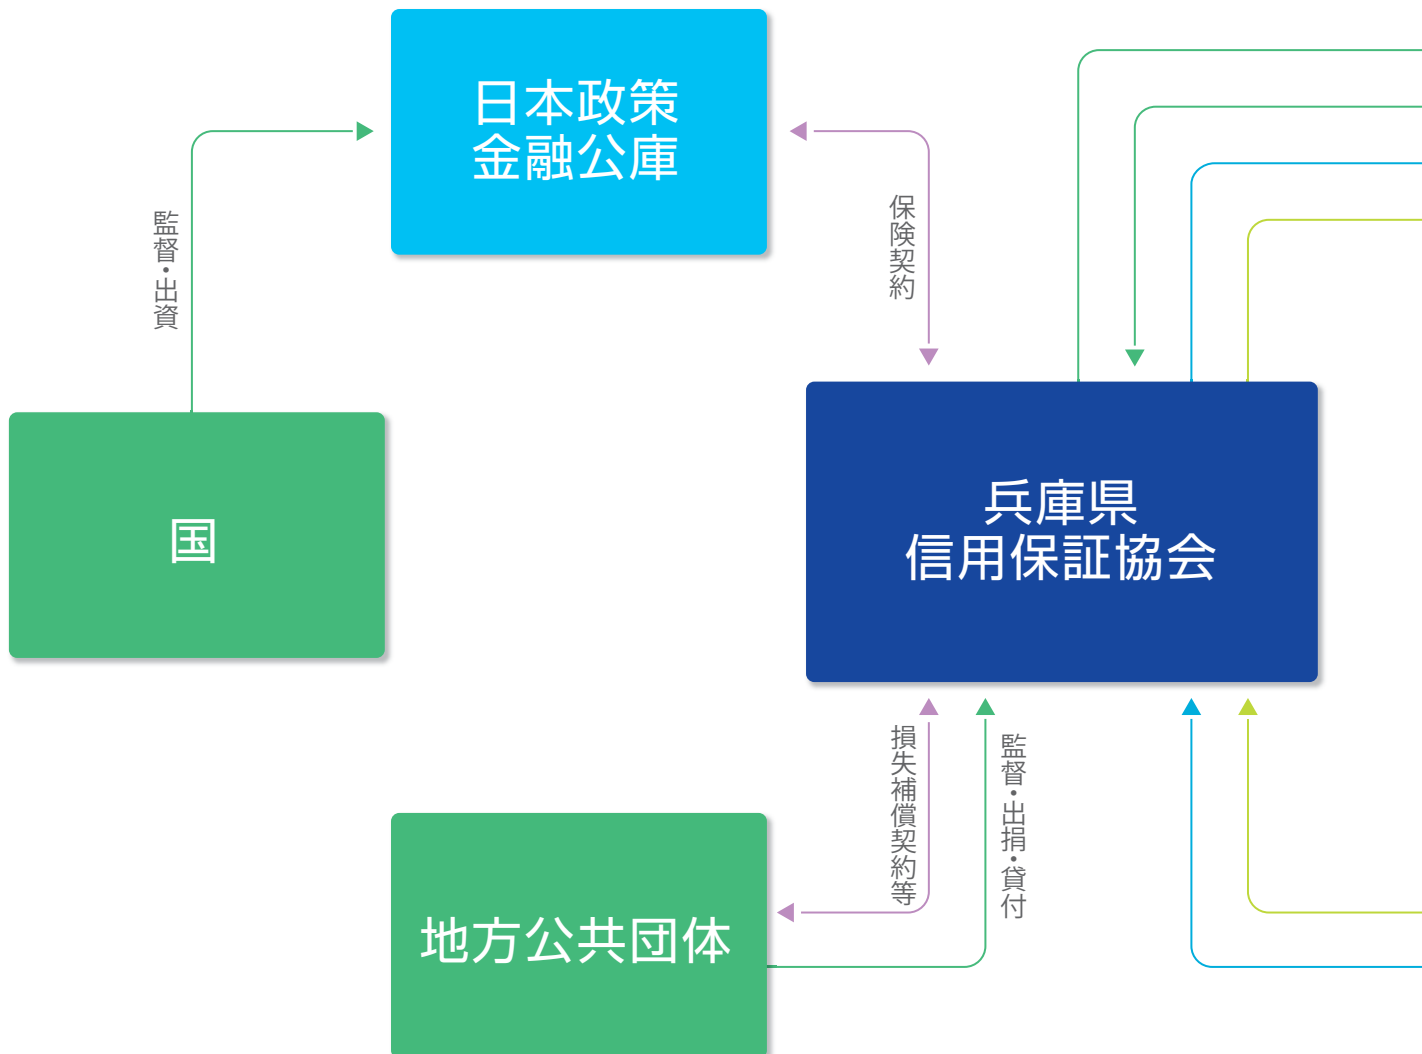 日本政策
金融公庫
監督・出資
保険契約
国
兵庫県
信用保証協会
損失補償契約等
監督・出捐・貸付
地方公共団体